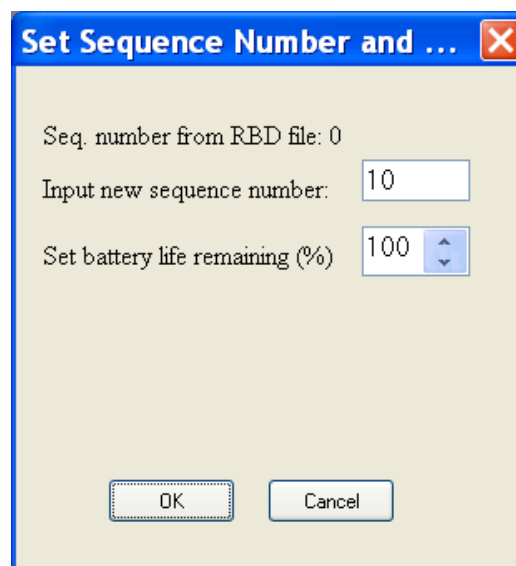 Set Sequence Number and ...
Seq. number from RBD file: 0
Input new sequence number: 10
Set battery life remaining (%) 100
OK Cancel